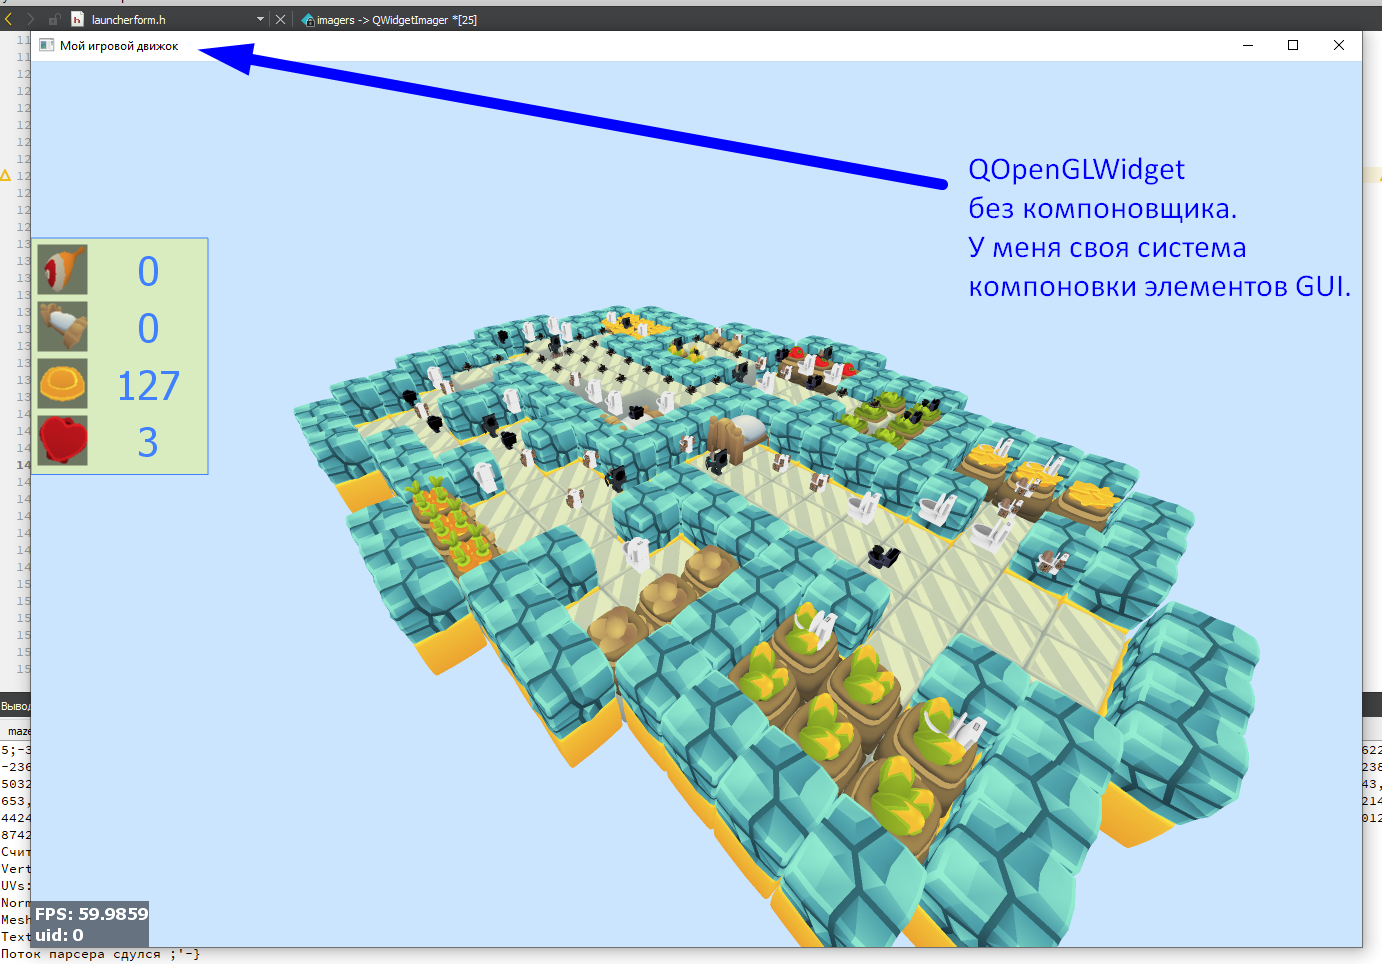 launcherform.h
imagers -> QWidgetImager *[25]
Мой игровой движок
QOpenGLWidget
без компоновщика.
У меня своя система
компоновки элементов GUI.
0
0
127
3
FPS: 59.9859
uid: 0
Вывод
maze
5;-3
-236
5032
653,
4424
8742
Счит
Vert
UVs:
Norm
Mesh
Text
Поток парсера сдулся ;'-}
622
238
43,
214
012